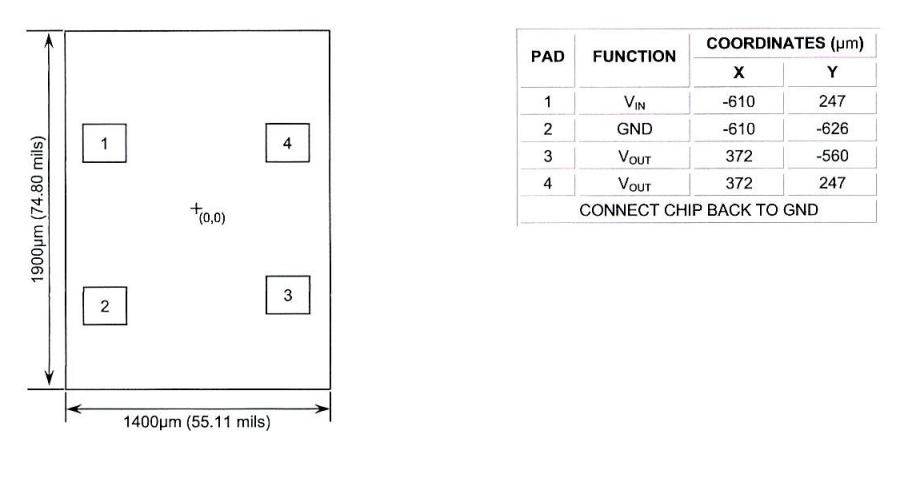 1900µm (74.80 mils)
1
4
(0,0)
2
3
1400µm (55.11 mils)
PAD FUNCTION COORDINATES (µm)
X Y
1 VIN -610 247
2 GND -610 -626
3 VOUT 372 -560
4 VOUT 372 247
CONNECT CHIP BACK TO GND